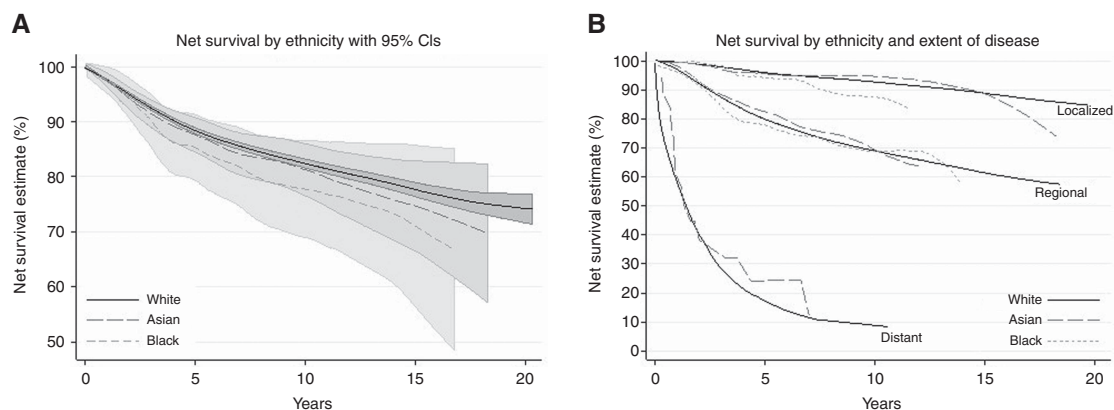 A
Net survival by ethnicity with 95% CIs
Net survival estimate (%)
100
90
80
70
60
50
White
Asian
Black
0
5
10
15
20
Years
B
Net survival by ethnicity and extent of disease
Net survival estimate (%)
100
90
80
70
60
50
40
30
20
10
0
Localized
Regional
Distant
White
Asian
Black
0
5
10
15
20
Years